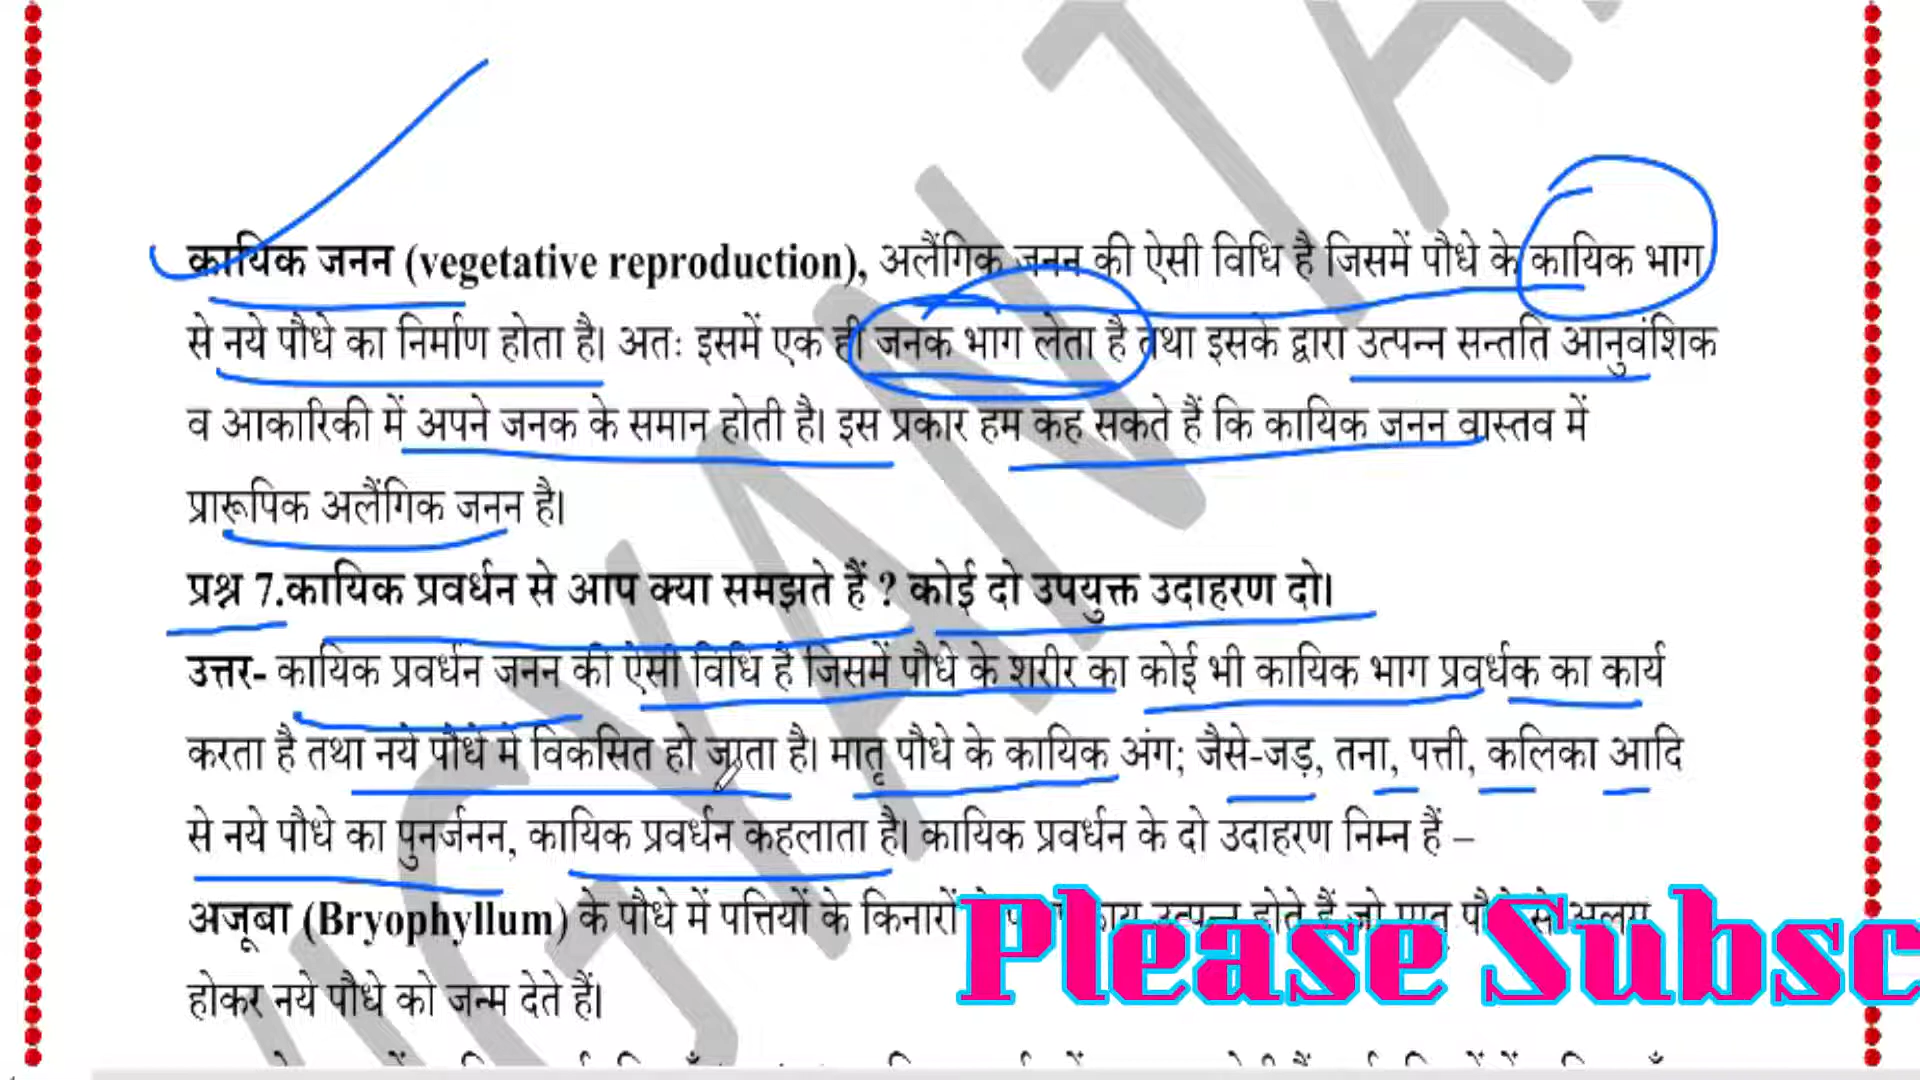 कायिक जनन (vegetative reproduction), अलैंगिक जनन की ऐसी विधि है जिसमें पौधे के कायिक भाग
से नये पौधे का निर्माण होता है। अतः इसमें एक ही जनक भाग लेता है तथा इसके द्वारा उत्पन्न सन्तति आनुवंशिक
व आकारिकी में अपने जनक के समान होती है। इस प्रकार हम कह सकते हैं कि कायिक जनन वास्तव में
प्रारूपिक अलैंगिक जनन है।
प्रश्न 7.कायिक प्रवर्धन से आप क्या समझते हैं ? कोई दो उपयुक्त उदाहरण दो।
उत्तर- कायिक प्रवर्धन जनन की ऐसी विधि है जिसमें पौधे के शरीर का कोई भी कायिक भाग प्रवर्धक का कार्य
करता है तथा नये पौधे मे विकसित हो जाता है। मातृ पौधे के कायिक अंग; जैसे-जड़, तना, पत्ती, कलिका आदि
से नये पौधे का पुनर्जनन, कायिक प्रवर्धन कहलाता है। कायिक प्रवर्धन के दो उदाहरण निम्न हैं –
अजूबा (Bryophyllum) के पौधे में पत्तियों के किनारों उत्पन्न होते हैं जो मातृ पौधे से अलग
Please Subsc
होकर नये पौधे को जन्म देते हैं।